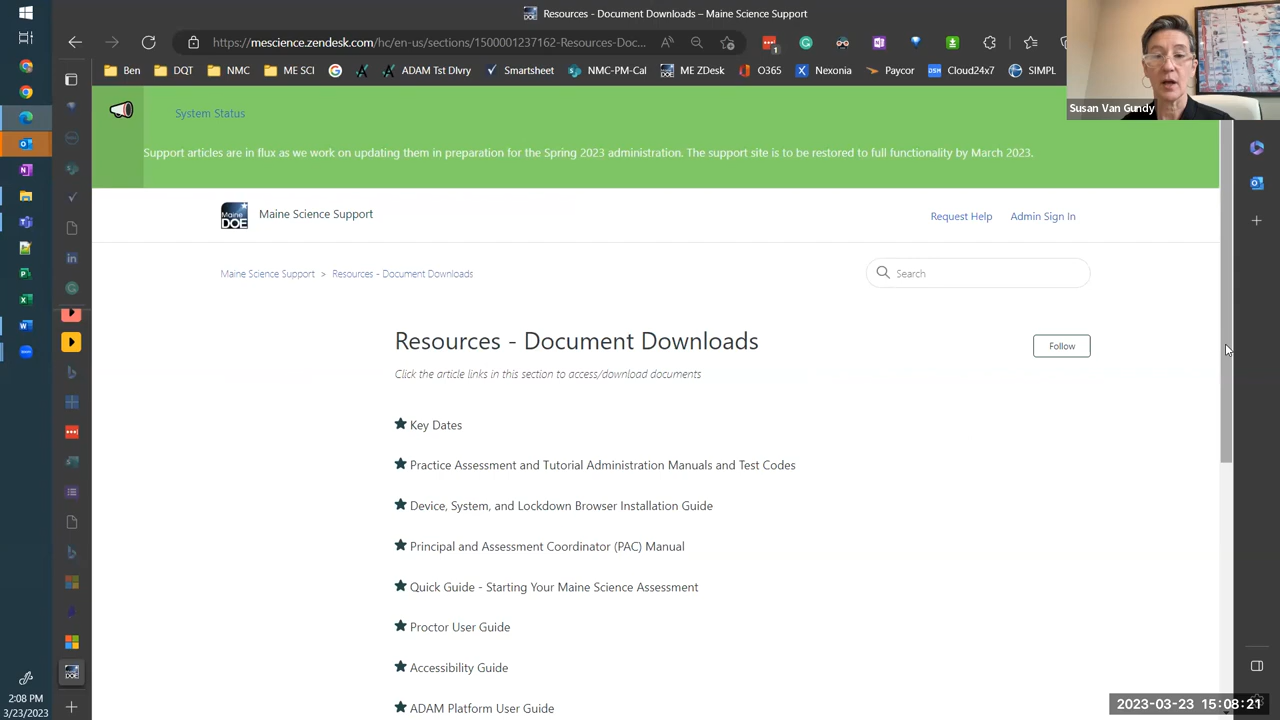 Resources - Document Downloads – Maine Science Support
https://mescience.zendesk.com/hc/en-us/sections/1500001237162-Resources-Doc...
Ben
DQT
NMC
ME SCI
ADAM Tst Dlvry
NMC-PM-Cal
ME ZDesk
O365
Nexonia
Paycor
Cloud24x7
SIMPL
Susan Van Gundy
System Status
Support articles are in flux as we work on updating them in preparation for the Spring 2023 administration. The support site is to be restored to full functionality by March 2023.
Maine
DOE
Maine Science Support
Request Help
Admin Sign In
Maine Science Support > Resources - Document Downloads
Search
Resources - Document Downloads
Follow
Click the article links in this section to access/download documents
Key Dates
Practice Assessment and Tutorial Administration Manuals and Test Codes
Device, System, and Lockdown Browser Installation Guide
Principal and Assessment Coordinator (PAC) Manual
Quick Guide - Starting Your Maine Science Assessment
Proctor User Guide
Accessibility Guide
ADAM Platform User Guide
2:08 PM
3/23/2023
2023-03-23 15:08:21